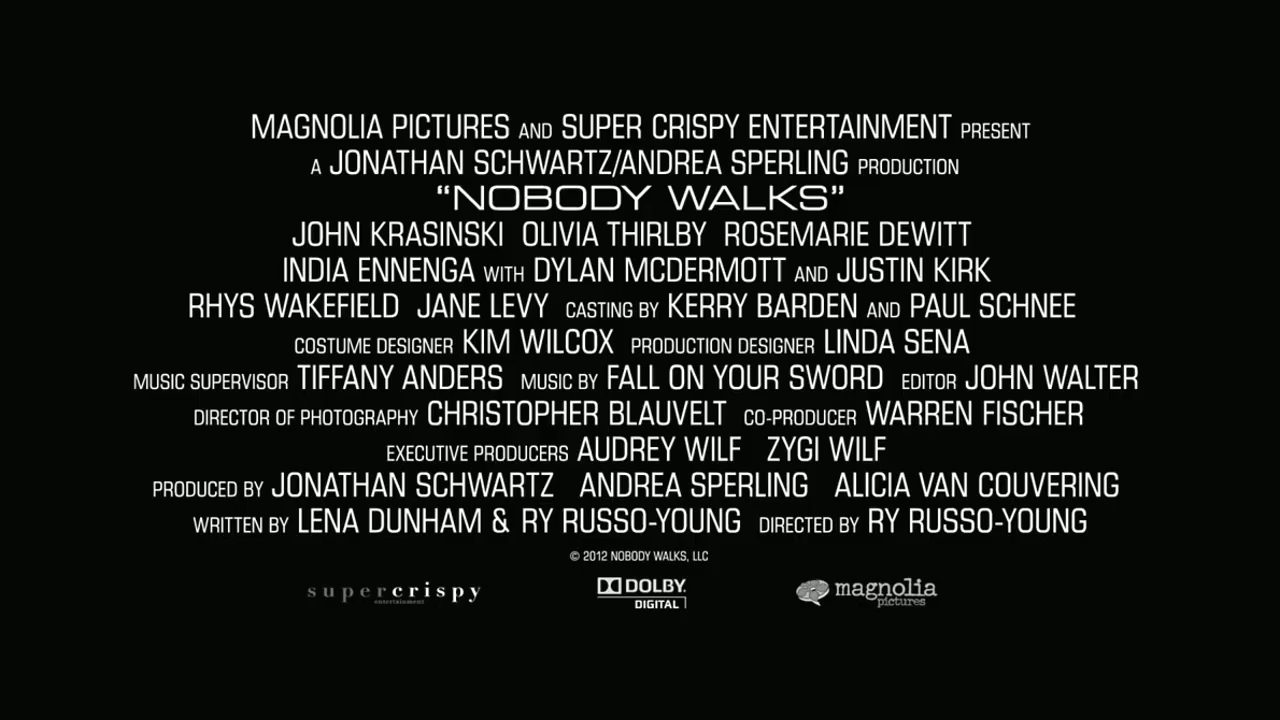 MAGNOLIA PICTURES AND SUPER CRISPY ENTERTAINMENT PRESENT
A JONATHAN SCHWARTZ/ANDREA SPERLING PRODUCTION
“NOBODY WALKS”
JOHN KRASINSKI OLIVIA THIRLBY ROSEMARIE DEWITT
INDIA ENNENGA WITH DYLAN MCDERMOTT AND JUSTIN KIRK
RHYS WAKEFIELD JANE LEVY CASTING BY KERRY BARDEN AND PAUL SCHNEE
COSTUME DESIGNER KIM WILCOX PRODUCTION DESIGNER LINDA SENA
MUSIC SUPERVISOR TIFFANY ANDERS MUSIC BY FALL ON YOUR SWORD EDITOR JOHN WALTER
DIRECTOR OF PHOTOGRAPHY CHRISTOPHER BLAUVELT CO-PRODUCER WARREN FISCHER
EXECUTIVE PRODUCERS AUDREY WILF ZYGI WILF
PRODUCED BY JONATHAN SCHWARTZ ANDREA SPERLING ALICIA VAN COUVERING
WRITTEN BY LENA DUNHAM & RY RUSSO-YOUNG DIRECTED BY RY RUSSO-YOUNG
© 2012 NOBODY WALKS, LLC
supercrispy
entertainment
DOLBY
DIGITAL
magnolia
pictures